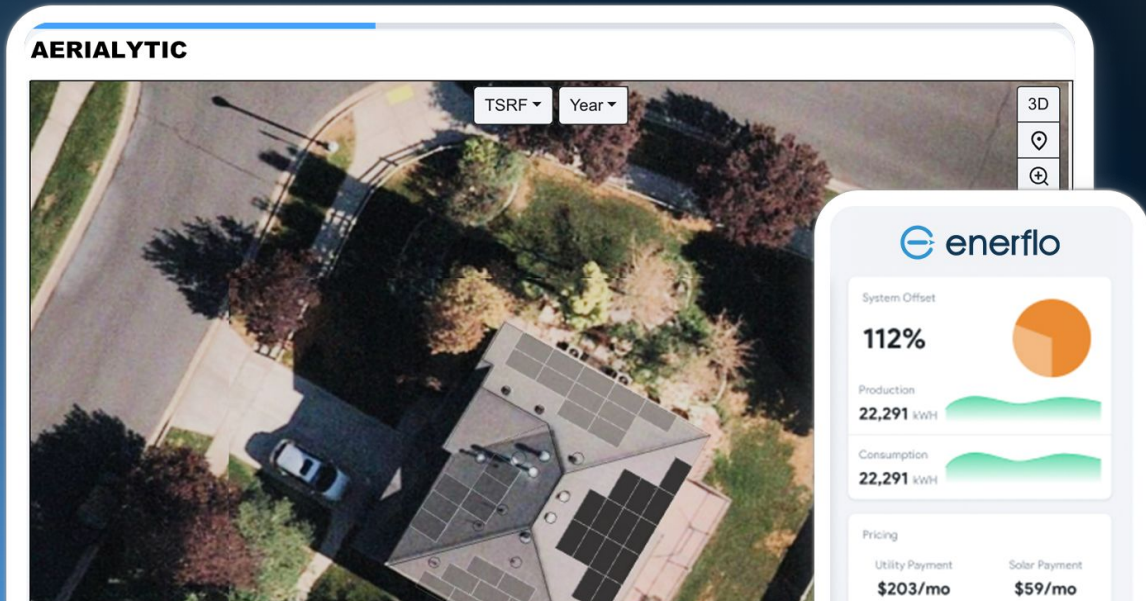 AERIALYTIC
TSRF Year
3D
enerflo
System Offset
112%
Production
22,291 kWH
Consumption
22,291 kWH
Pricing
Utility Payment Solar Payment
$203/mo $59/mo